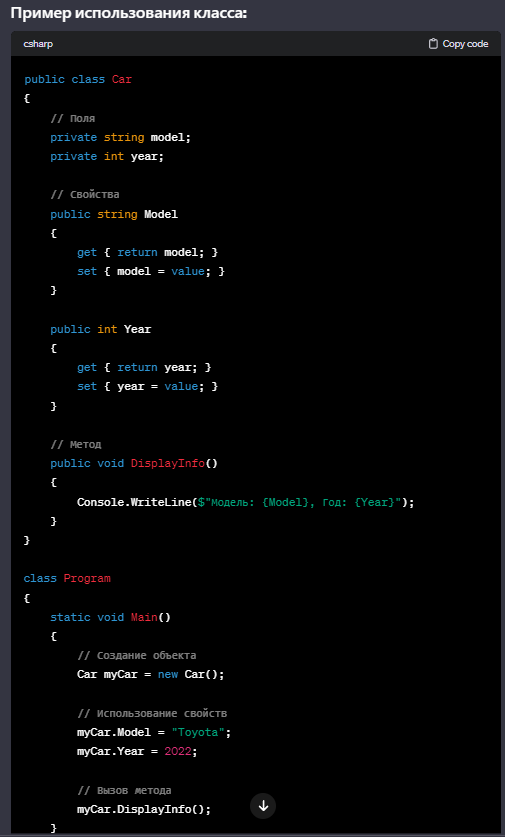 Пример использования класса:
csharp
Copy code
public class Car
{
    // Поля
    private string model;
    private int year;

    // Свойства
    public string Model
    {
        get { return model; }
        set { model = value; }
    }

    public int Year
    {
        get { return year; }
        set { year = value; }
    }

    // Метод
    public void DisplayInfo()
    {
        Console.WriteLine($"Модель: {Model}, Год: {Year}");
    }
}

class Program
{
    static void Main()
    {
        // Создание объекта
        Car myCar = new Car();

        // Использование свойств
        myCar.Model = "Toyota";
        myCar.Year = 2022;

        // Вызов метода
        myCar.DisplayInfo();
    }